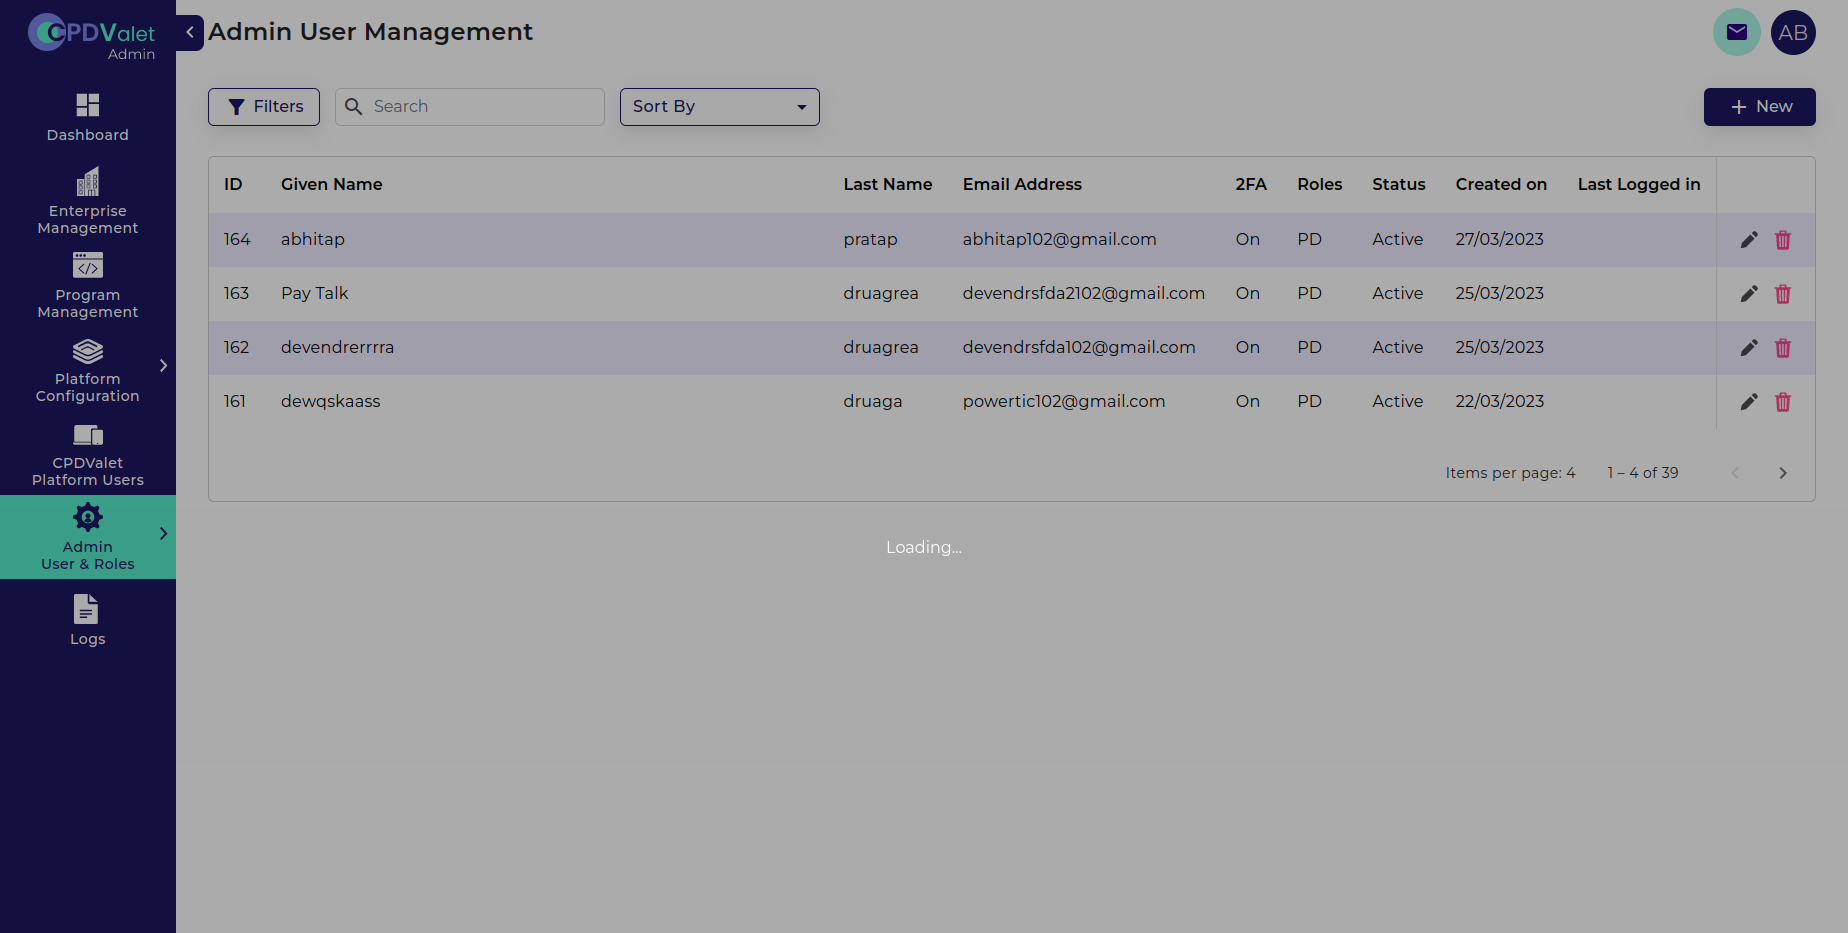 CPDValet
Admin
Admin User Management
AB
Dashboard
Enterprise
Management
Program
Management
Platform
Configuration
CPDValet
Platform Users
Admin
User & Roles
Logs
Filters Search Sort By + New
ID Given Name Last Name Email Address 2FA Roles Status Created on Last Logged in
164 abhitap pratap abhitap102@gmail.com On PD Active 27/03/2023
163 Pay Talk druagrea devendrsfda2102@gmail.com On PD Active 25/03/2023
162 devendrerrrra druagrea devendrsfda102@gmail.com On PD Active 25/03/2023
161 dewqskaass druaga powertic102@gmail.com On PD Active 22/03/2023
Items per page: 4 1 – 4 of 39
Loading...